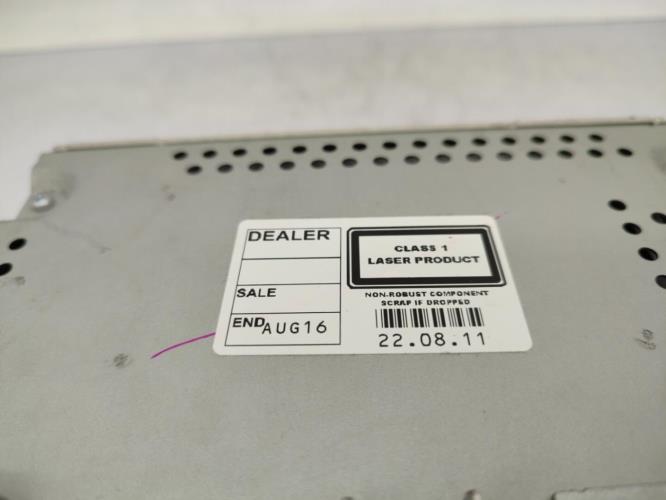 DEALER
SALE
END AUG16
CLASS 1
LASER PRODUCT
NON-ROBUST COMPONENT
SCRAP IF DROPPED
22.08.11